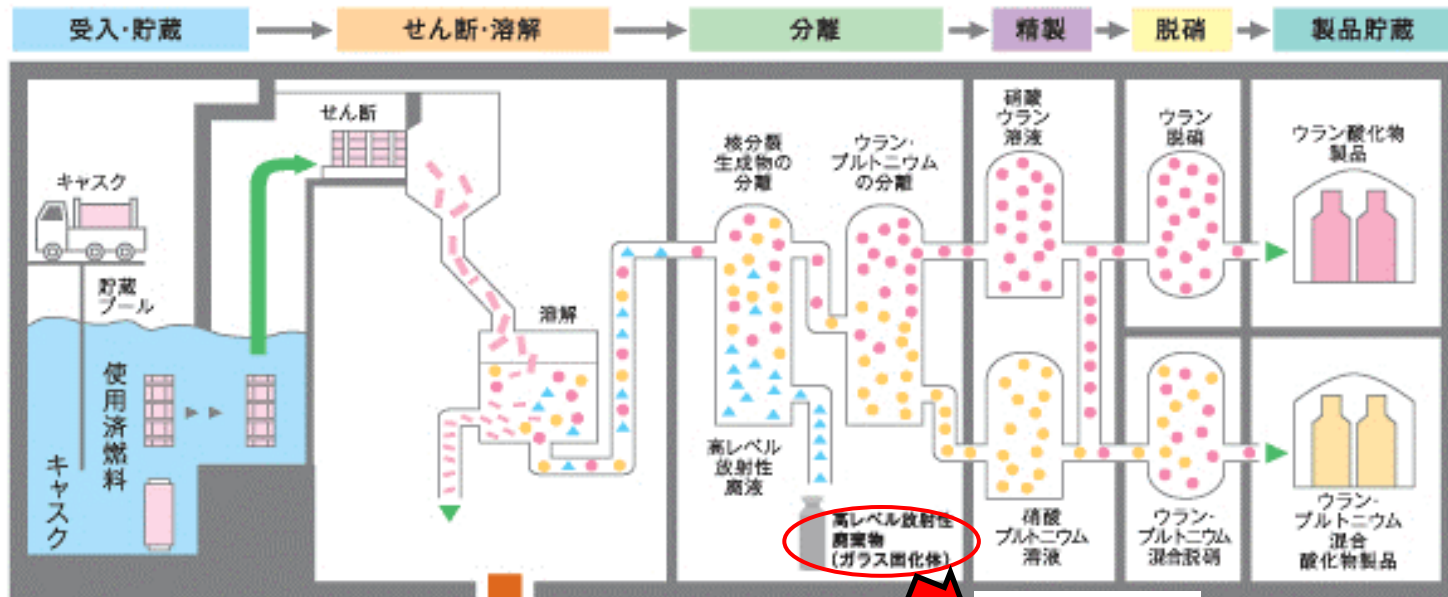 受入・貯蔵
せん断・溶解
分離
精製
脱硝
製品貯蔵
せん断
キャスク
貯蔵
プール
使用済燃料
キャスク
溶解
核分裂
生成物の
分離
ウラン・
プルトニウム
の分離
高レベル
放射性
廃液
高レベル放射性
廃棄物
(ガラス固化体)
硝酸
ウラン
溶液
硝酸
プルトニウム
溶液
ウラン
脱硝
ウラン・
プルトニウム
混合脱硝
ウラン酸化物
製品
ウラン・
プルトニウム
混合
酸化物製品